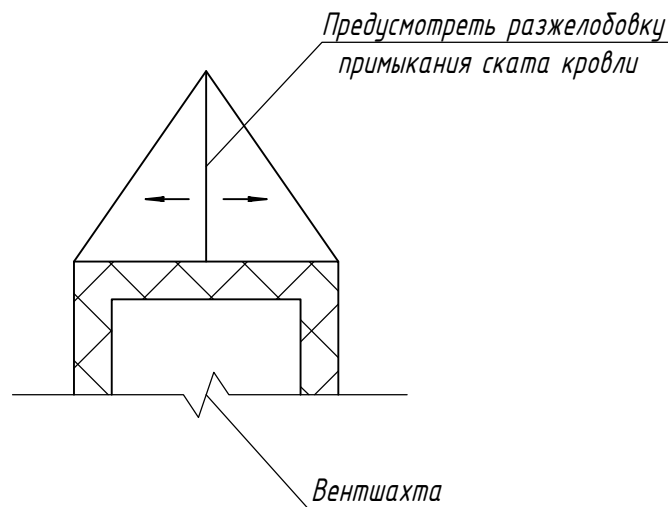 Предусмотреть разжелобовку
примыкания ската кровли
Вентшахта